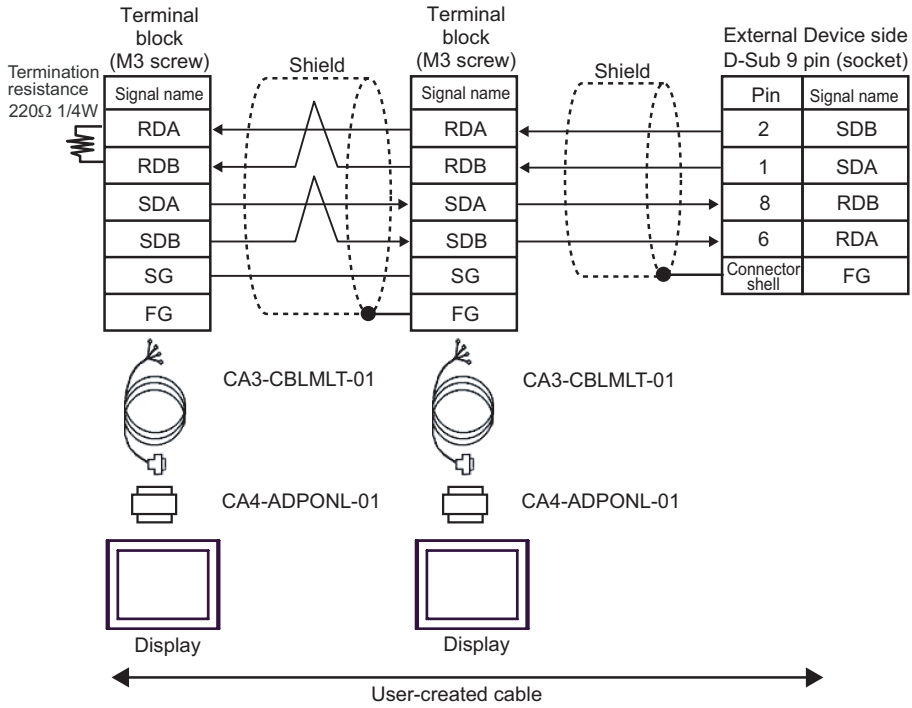 Terminal
block
(M3 screw)
Terminal
block
(M3 screw)
External Device side
D-Sub 9 pin (socket)
Termination
resistance
220Ω 1/4W
Shield
Shield
Signal name
Signal name
Pin
Signal name
RDA
RDA
2
SDB
RDB
RDB
1
SDA
SDA
SDA
8
RDB
SDB
SDB
6
RDA
SG
SG
Connector
shell
FG
FG
FG
CA3-CBLMLT-01
CA3-CBLMLT-01
CA4-ADPONL-01
CA4-ADPONL-01
Display
Display
User-created cable